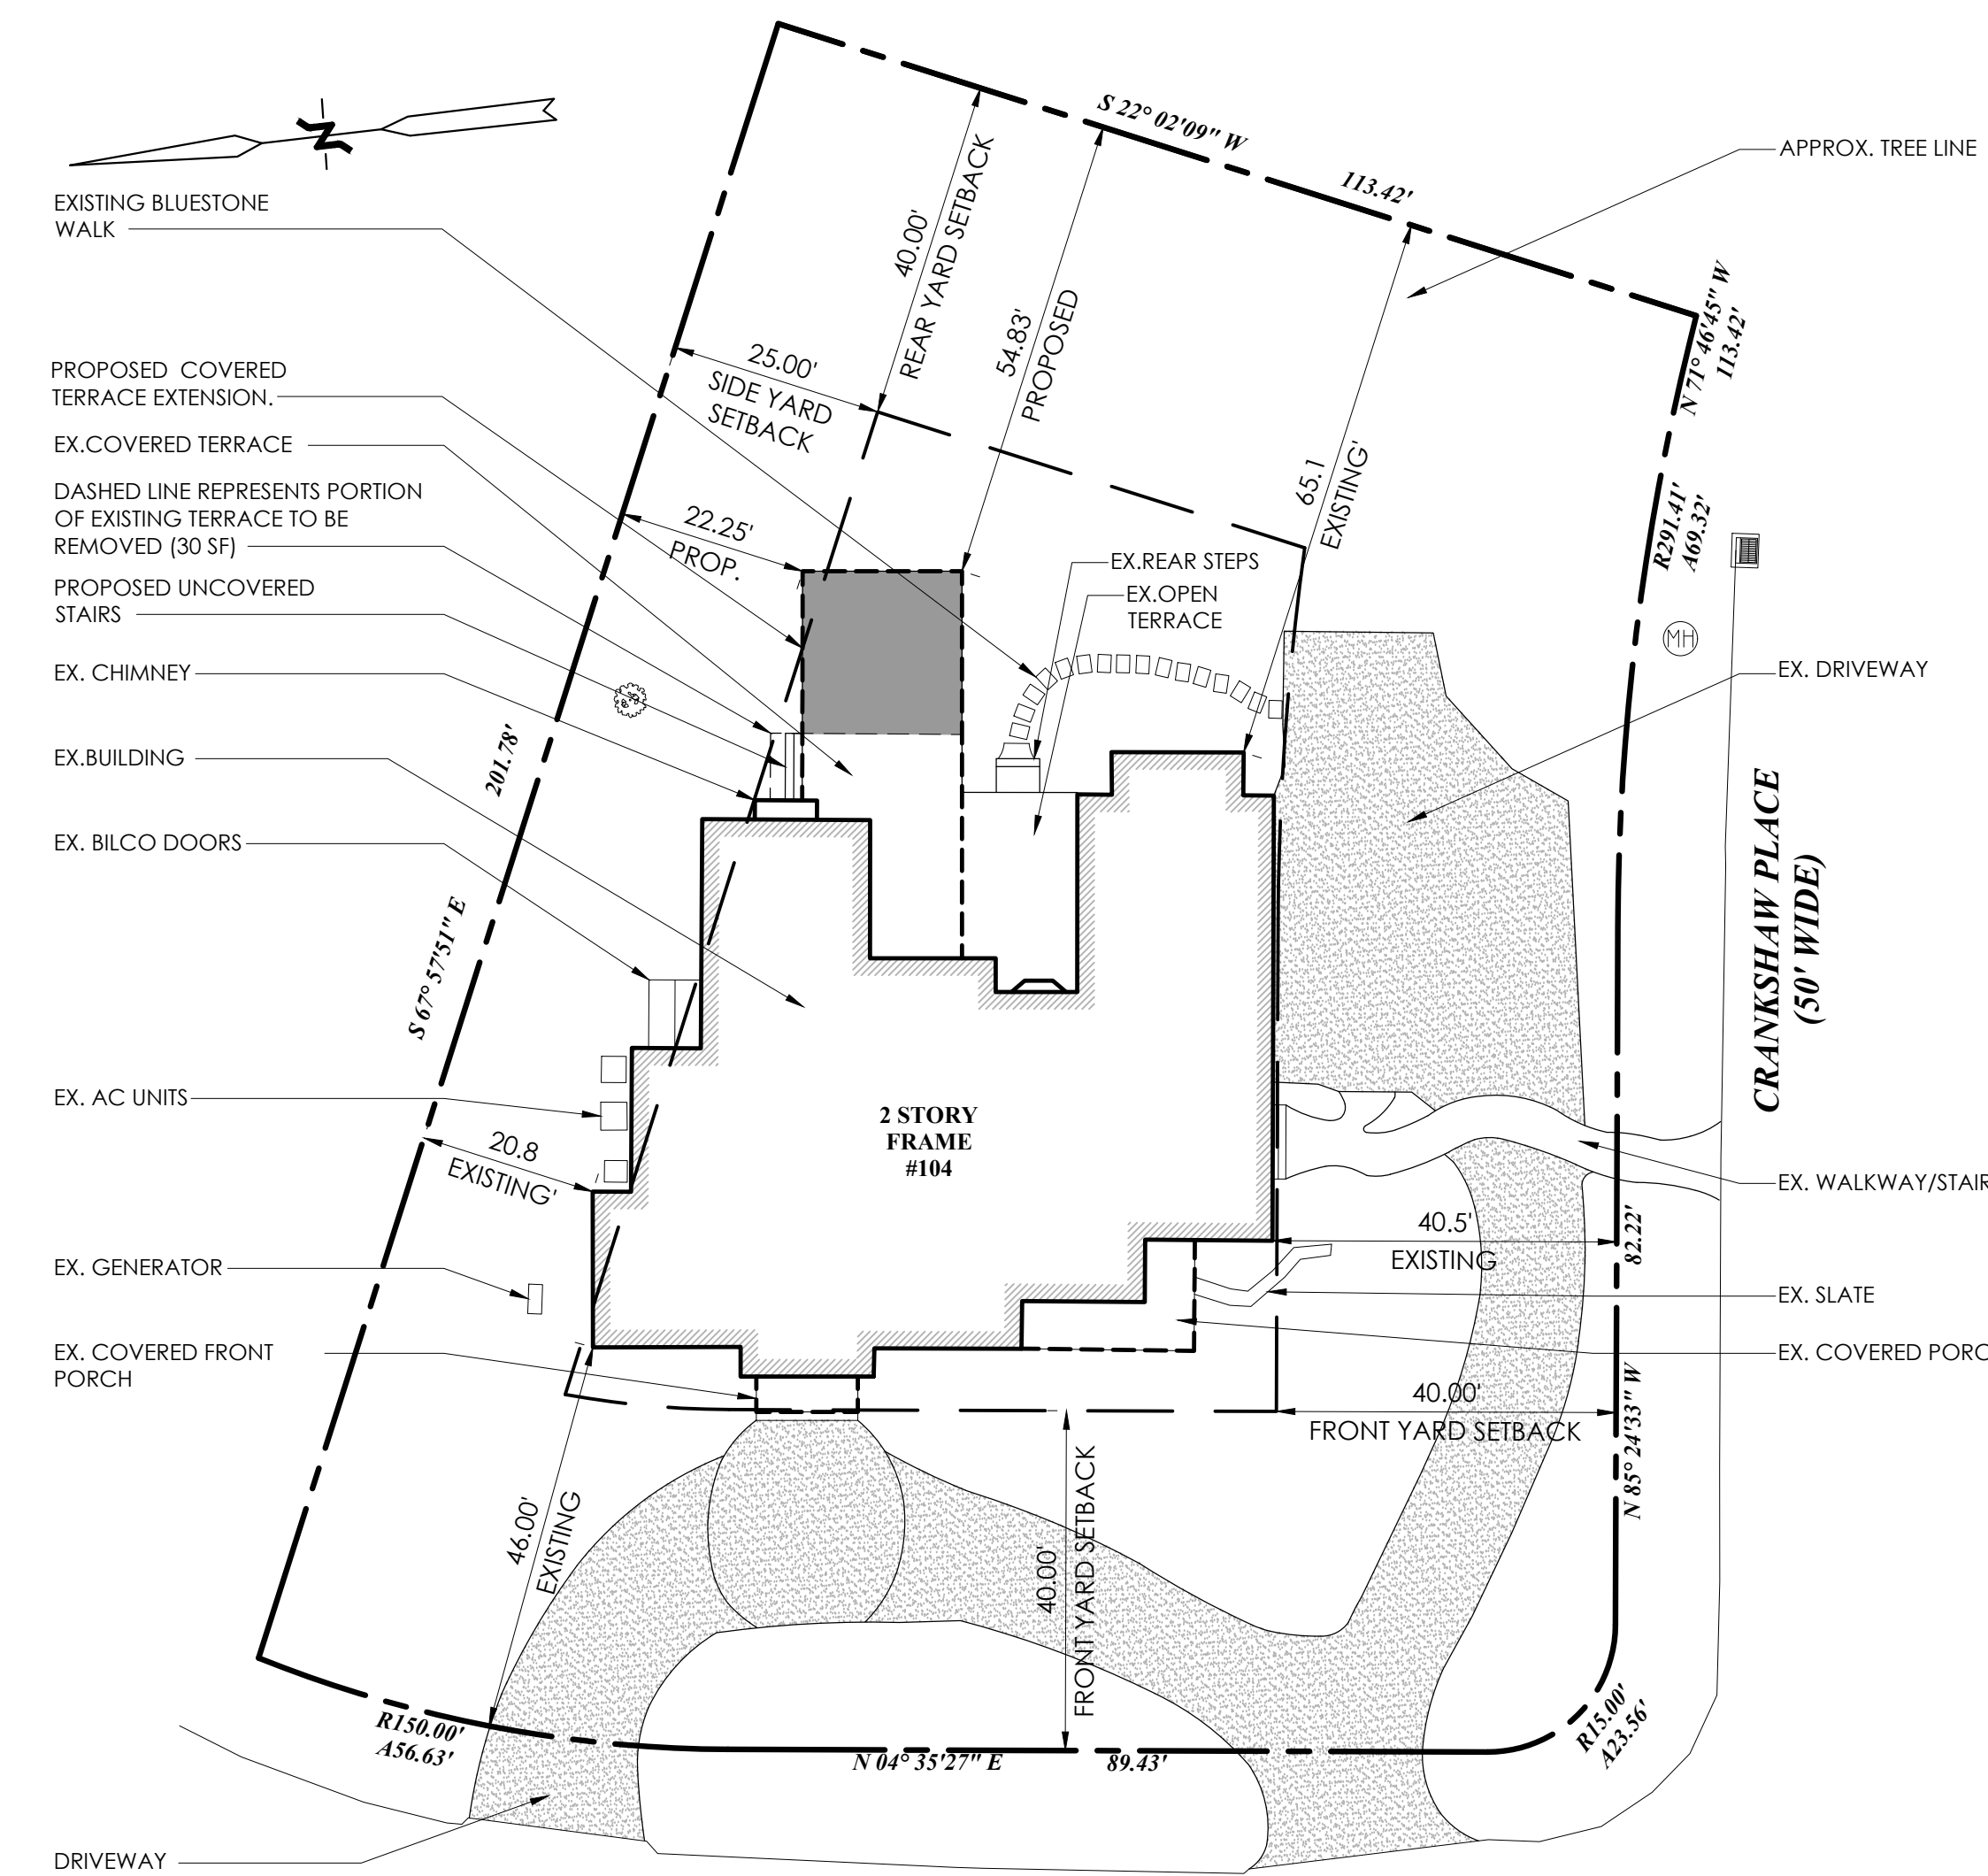 S 22° 02'09" W
113.42'
APPROX. TREE LINE
EXISTING BLUESTONE
WALK
40.00'
REAR YARD SETBACK
54.83'
PROPOSED
N 71° 46'45" W
113.42'
25.00'
SIDE YARD
SETBACK
PROPOSED COVERED
TERRACE EXTENSION.
EX.COVERED TERRACE
65.1
EXISTING'
R291.41'
A69.32'
DASHED LINE REPRESENTS PORTION
OF EXISTING TERRACE TO BE
REMOVED (30 SF)
22.25'
PROP.
EX.REAR STEPS
EX.OPEN
TERRACE
PROPOSED UNCOVERED
STAIRS
MH
EX. CHIMNEY
EX. DRIVEWAY
EX.BUILDING
201.78'
EX. BILCO DOORS
CRANKSHAW PLACE
(50' WIDE)
S 67° 57'51" E
EX. AC UNITS
20.8
EXISTING'
2 STORY
FRAME
#104
EX. WALKWAY/STAIR
40.5'
EXISTING
82.22'
EX. GENERATOR
EX. SLATE
EX. COVERED FRONT
PORCH
EX. COVERED PORC
40.00'
FRONT YARD SETBACK
N 85° 24'33" W
46.00'
EXISTING
40.00'
FRONT YARD SETBACK
R150.00'
A56.63'
N 04° 35'27" E
89.43'
R15.00'
A23.56'
DRIVEWAY